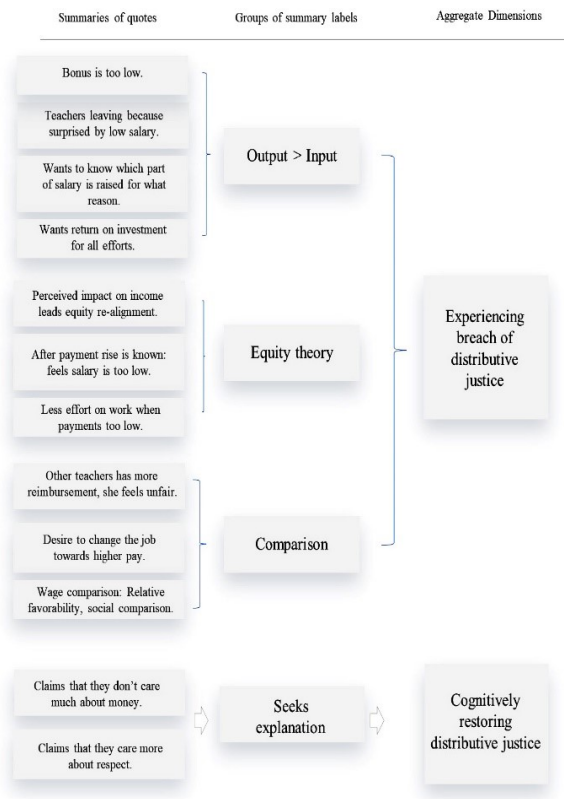 Summaries of quotes
Groups of summary labels
Aggregate Dimensions
Bonus is too low.
Teachers leaving because
surprised by low salary.
Wants to know which part
of salary is raised for what
reason.
Wants return on investment
for all efforts.
Output > Input
Perceived impact on income
leads equity re-alignment.
After payment rise is known:
feels salary is too low.
Less effort on work when
payments too low.
Equity theory
Other teachers has more
reimbursement, she feels unfair.
Desire to change the job
towards higher pay.
Wage comparison: Relative
favorability, social comparison.
Comparison
Experiencing
breach of
distributive
justice
Claims that they don’t care
much about money.
Claims that they care more
about respect.
Seeks
explanation
Cognitively
restoring
distributive justice